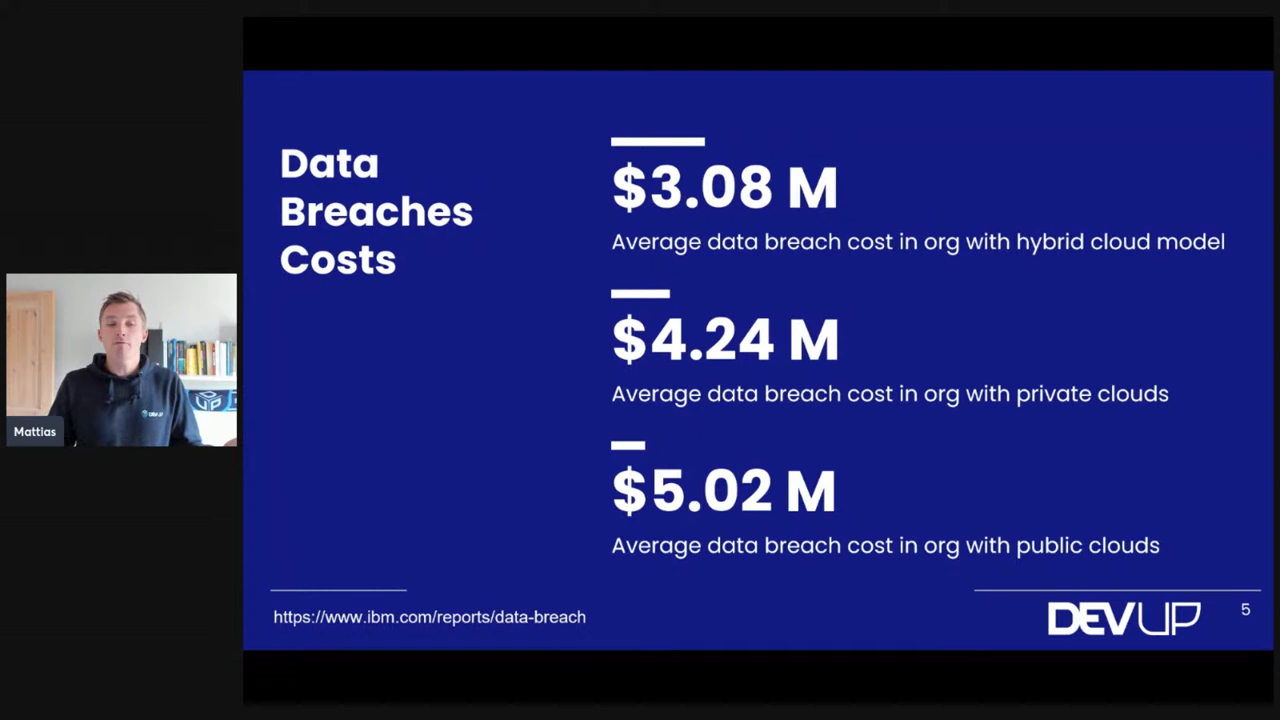 Data
Breaches
Costs
$3.08 M
Average data breach cost in org with hybrid cloud model
$4.24 M
Average data breach cost in org with private clouds
$5.02 M
Average data breach cost in org with public clouds
https://www.ibm.com/reports/data-breach
DEVUP
5
Mattias